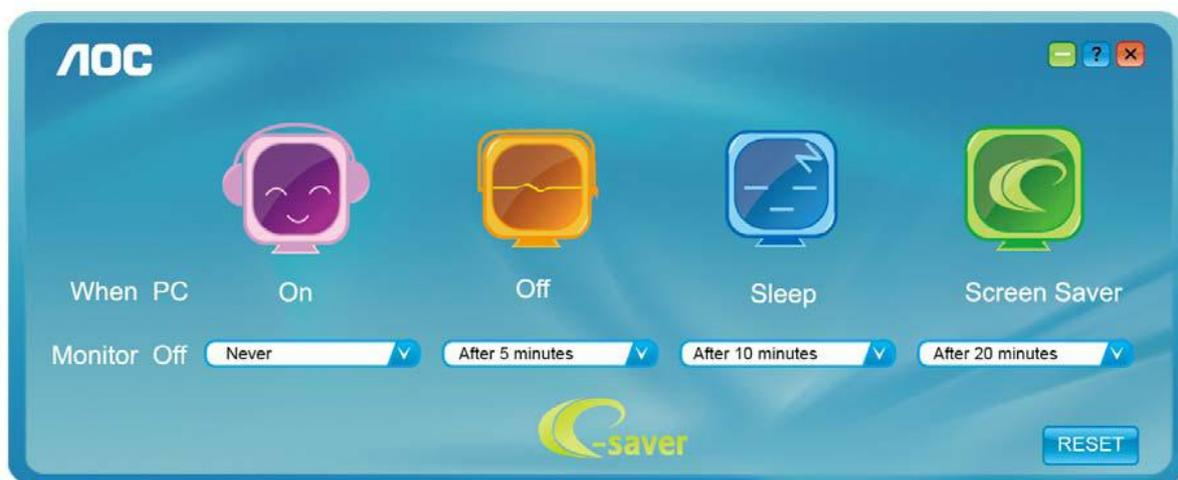 AOC
?
When PC On Off Sleep Screen Saver
Monitor Off Never After 5 minutes After 10 minutes After 20 minutes
e-saver
RESET